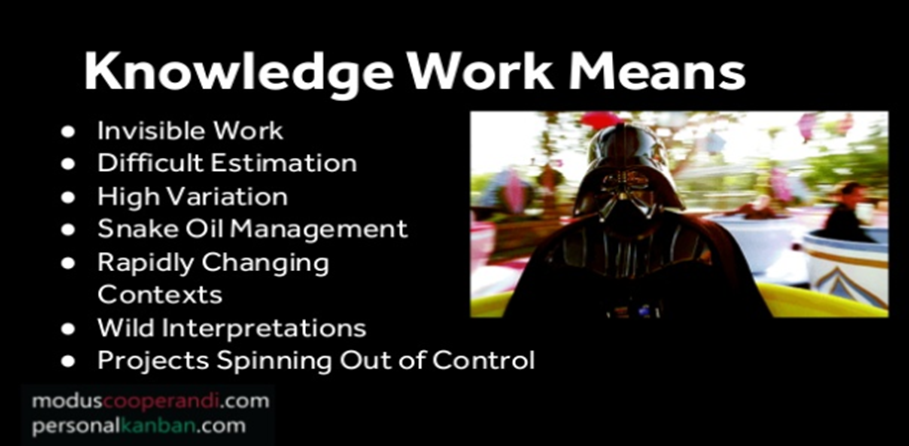 Knowledge Work Means
● Invisible Work
● Difficult Estimation
● High Variation
● Snake Oil Management
● Rapidly Changing
Contexts
● Wild Interpretations
● Projects Spinning Out of Control
moduscooperandi.com
personalkanban.com